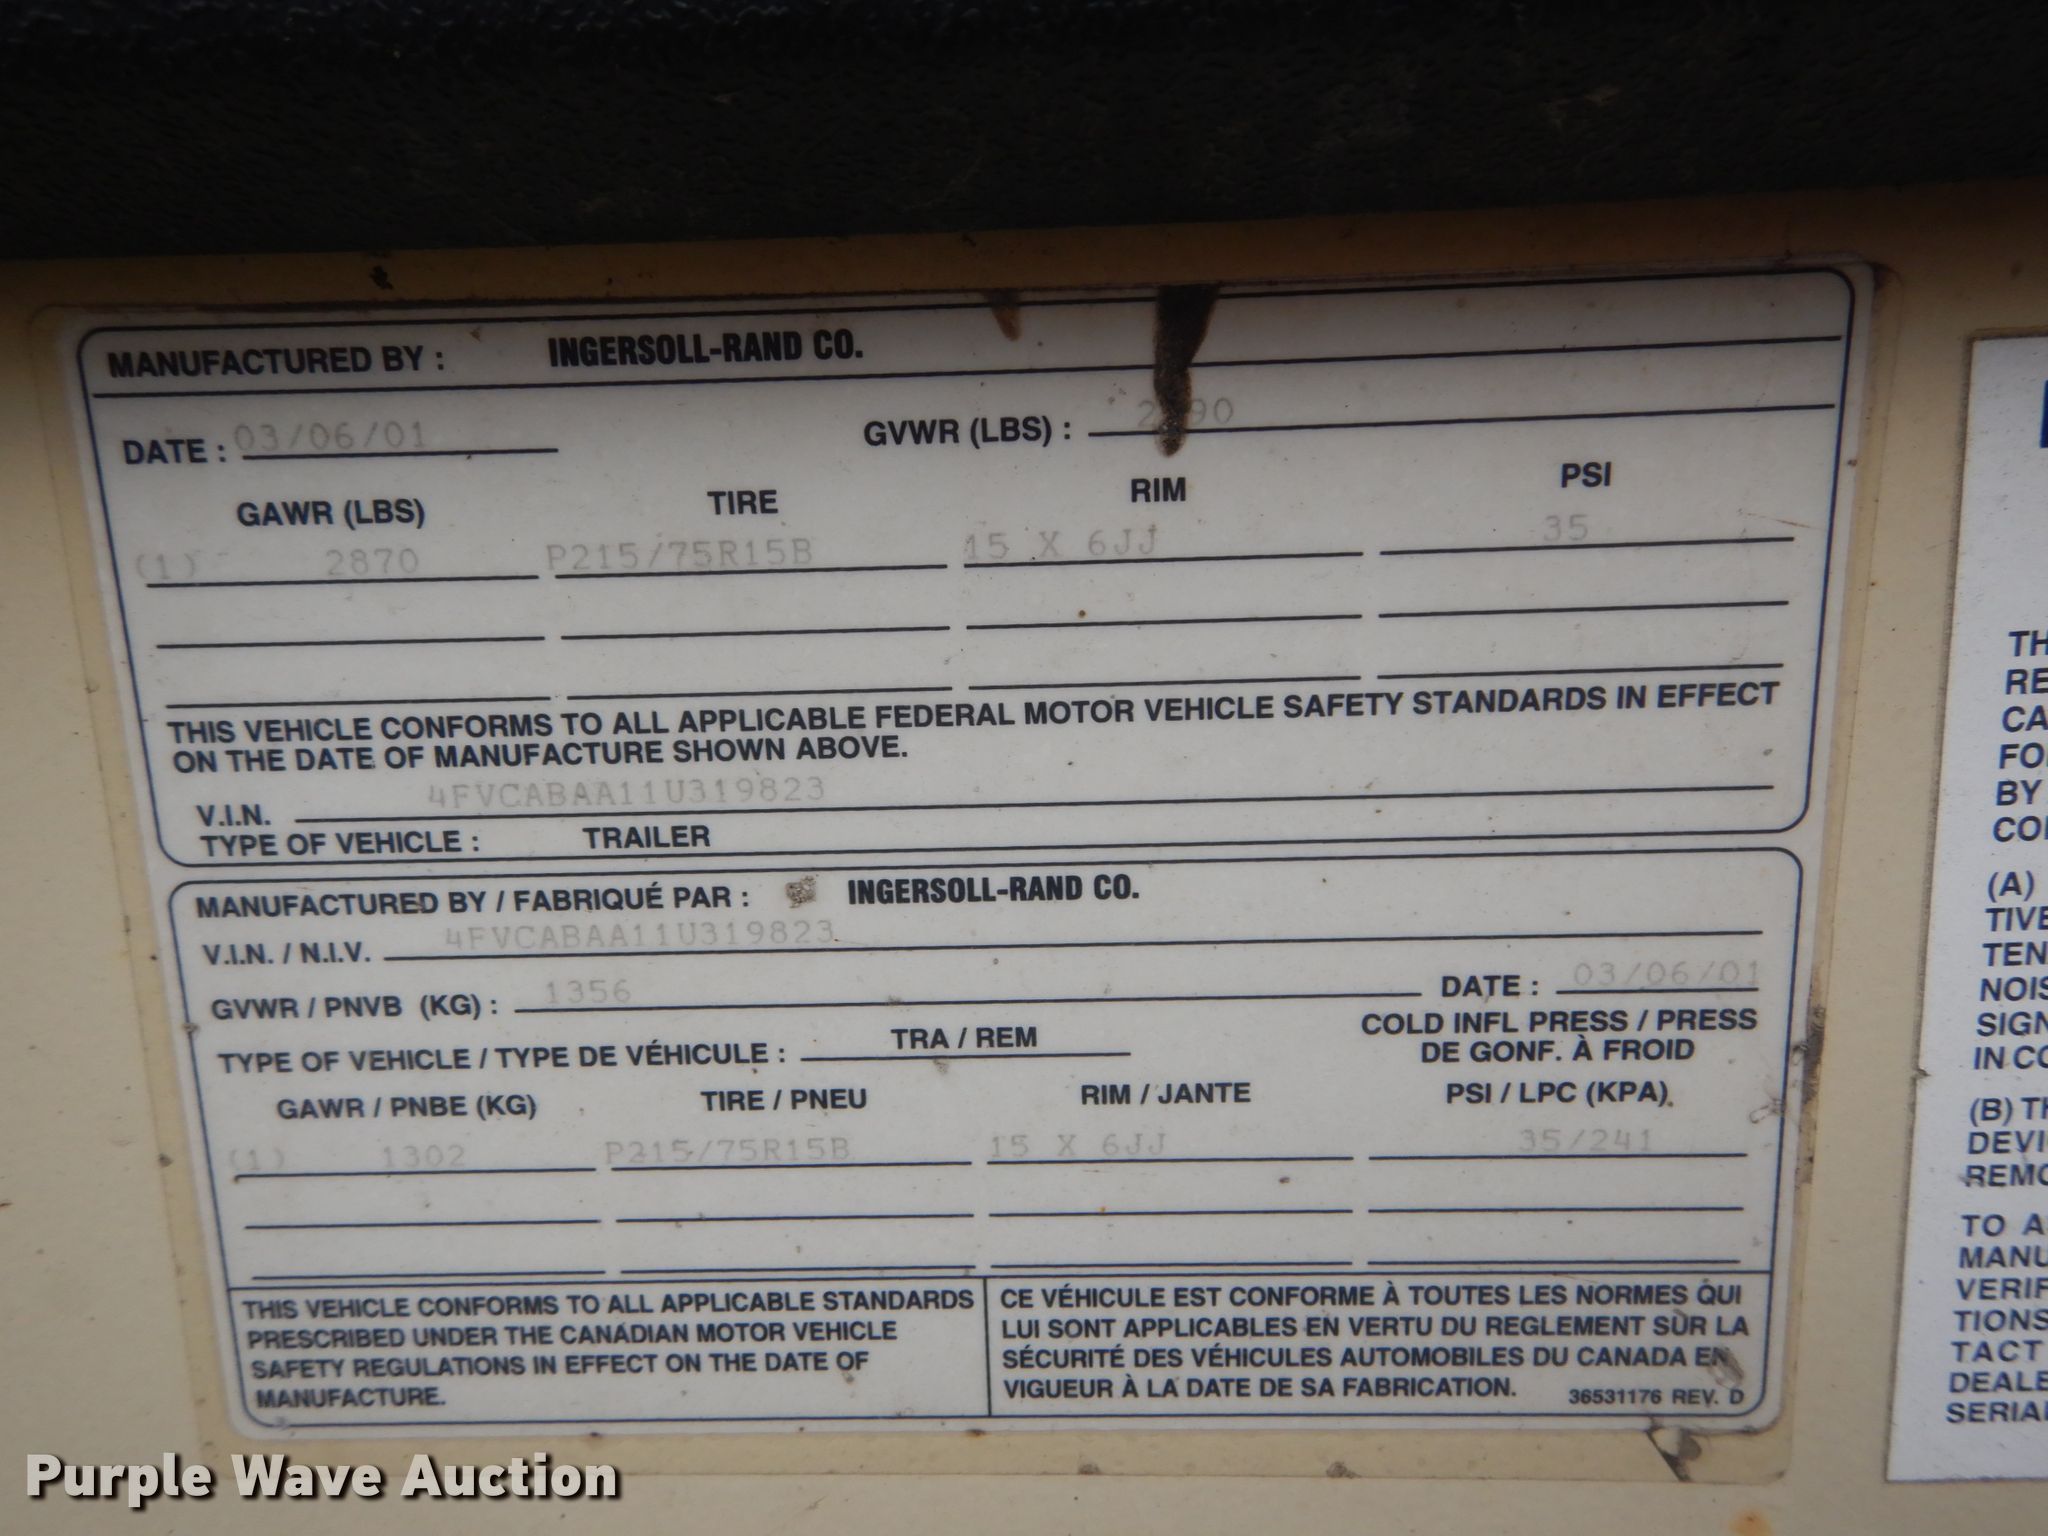 MANUFACTURED BY : INGERSOLL-RAND CO.
DATE : 03/06/01 GVWR (LBS) :
GAWR (LBS) TIRE RIM PSI
(1) 2870 P215/75R15B 15 X 6JJ 35
THIS VEHICLE CONFORMS TO ALL APPLICABLE FEDERAL MOTOR VEHICLE SAFETY STANDARDS IN EFFECT
ON THE DATE OF MANUFACTURE SHOWN ABOVE.
V.I.N. 4FVCABAA11U319823
TYPE OF VEHICLE : TRAILER
MANUFACTURED BY / FABRIQUÉ PAR : INGERSOLL-RAND CO.
V.I.N. / N.I.V. 4FVCABAA11U319823
GVWR / PNVB (KG) : 1356 DATE : 03/06/01
TYPE OF VEHICLE / TYPE DE VÉHICULE : TRA / REM
COLD INFL PRESS / PRESS
DE GONF. À FROID
GAWR / PNBE (KG) TIRE / PNEU RIM / JANTE PSI / LPC (KPA)
(1) 1302 P215/75R15B 15 X 6JJ 35/241
THIS VEHICLE CONFORMS TO ALL APPLICABLE STANDARDS
PRESCRIBED UNDER THE CANADIAN MOTOR VEHICLE
SAFETY REGULATIONS IN EFFECT ON THE DATE OF
MANUFACTURE.
CE VÉHICULE EST CONFORME À TOUTES LES NORMES QUI
LUI SONT APPLICABLES EN VERTU DU REGLEMENT SUR LA
SÉCURITÉ DES VÉHICULES AUTOMOBILES DU CANADA EN
VIGUEUR À LA DATE DE SA FABRICATION. 36531176 REV. D
(A)
BY
(B)
TO
TACT
Purple Wave Auction